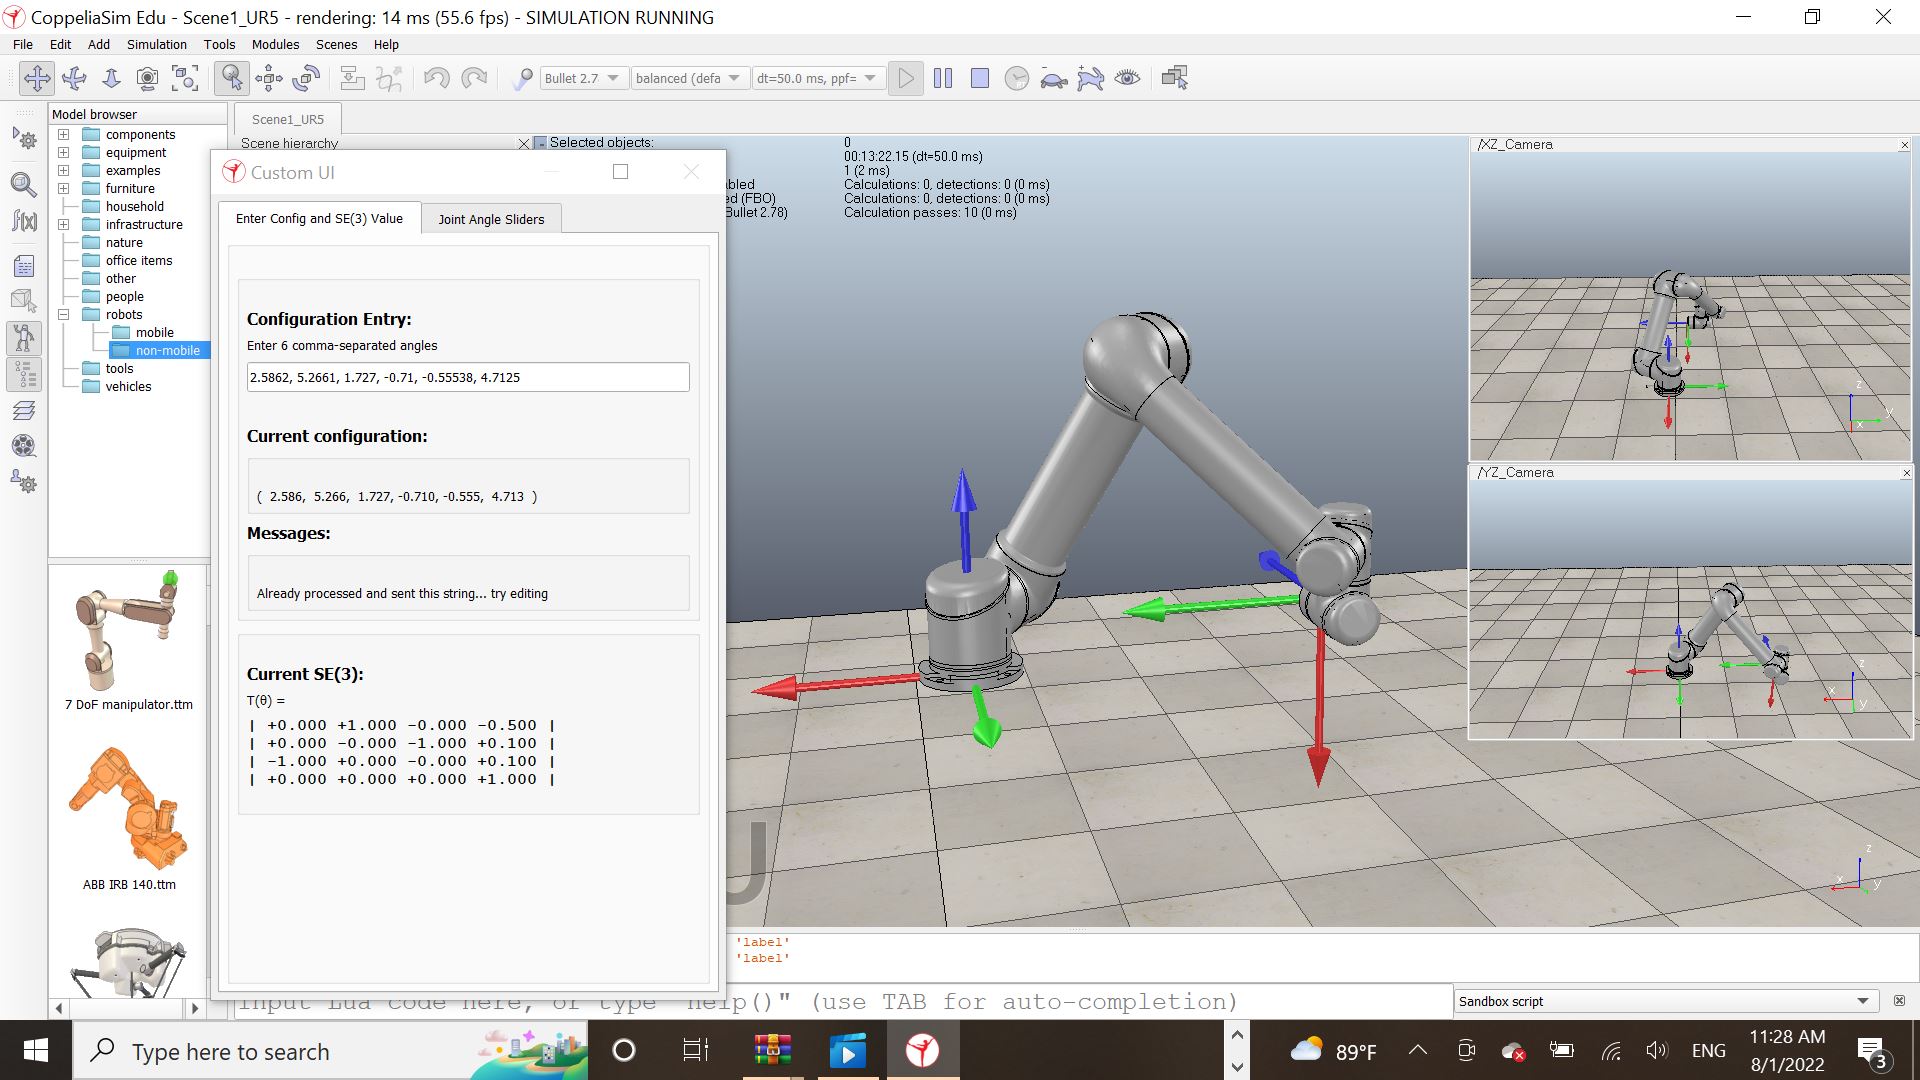 CoppeliaSim Edu - Scene1_UR5 - rendering: 14 ms (55.6 fps) - SIMULATION RUNNING
File Edit Add Simulation Tools Modules Scenes Help
Bullet 2.7 balanced (defa dt=50.0 ms, ppf=
Model browser
components
equipment
examples
furniture
household
infrastructure
nature
office items
other
people
robots
mobile
non-mobile
tools
vehicles
7 DoF manipulator.ttm
ABB IRB 140.ttm
Scene1_UR5
Scene hierarchy
Selected objects: 0
00:13:22.15 (dt=50.0 ms)
1 (2 ms)
bled Calculations: 0, detections: 0 (0 ms)
ed (FBO) Calculations: 0, detections: 0 (0 ms)
Bullet 2.78) Calculation passes: 10 (0 ms)
Custom UI
Enter Config and SE(3) Value Joint Angle Sliders
Configuration Entry:
Enter 6 comma-separated angles
2.5862, 5.2661, 1.727, -0.71, -0.55538, 4.7125
Current configuration:
( 2.586, 5.266, 1.727, -0.710, -0.555, 4.713 )
Messages:
Already processed and sent this string... try editing
Current SE(3):
T(θ) =
| +0.000 +1.000 -0.000 -0.500 |
| +0.000 -0.000 -1.000 +0.100 |
| -1.000 +0.000 -0.000 +0.100 |
| +0.000 +0.000 +0.000 +1.000 |
/XZ_Camera
z
y
x
/YZ_Camera
z
x
y
z
x
y
'label'
'label'
Input Lua code here, or type "help()" (use TAB for auto-completion)
Sandbox script
Type here to search
89°F
ENG
11:28 AM
8/1/2022
3